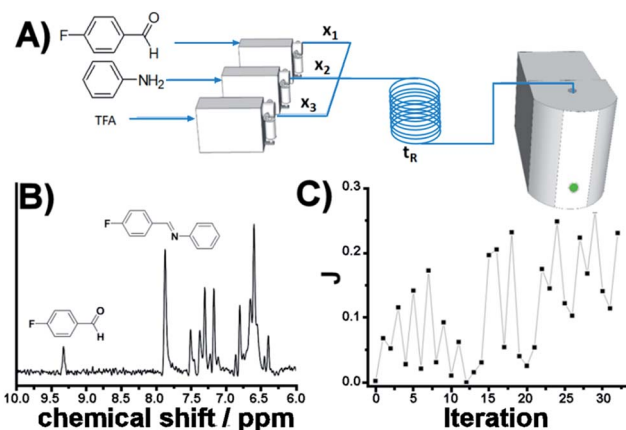 A)
F
O
H
x1
NH2
x2
TFA
x3
tR
B)
F
N
F
O
H
10.0 9.5 9.0 8.5 8.0 7.5 7.0 6.5 6.0
chemical shift / ppm
C)
0.3
0.2
0.1
0.0
J
0 5 10 15 20 25 30
Iteration